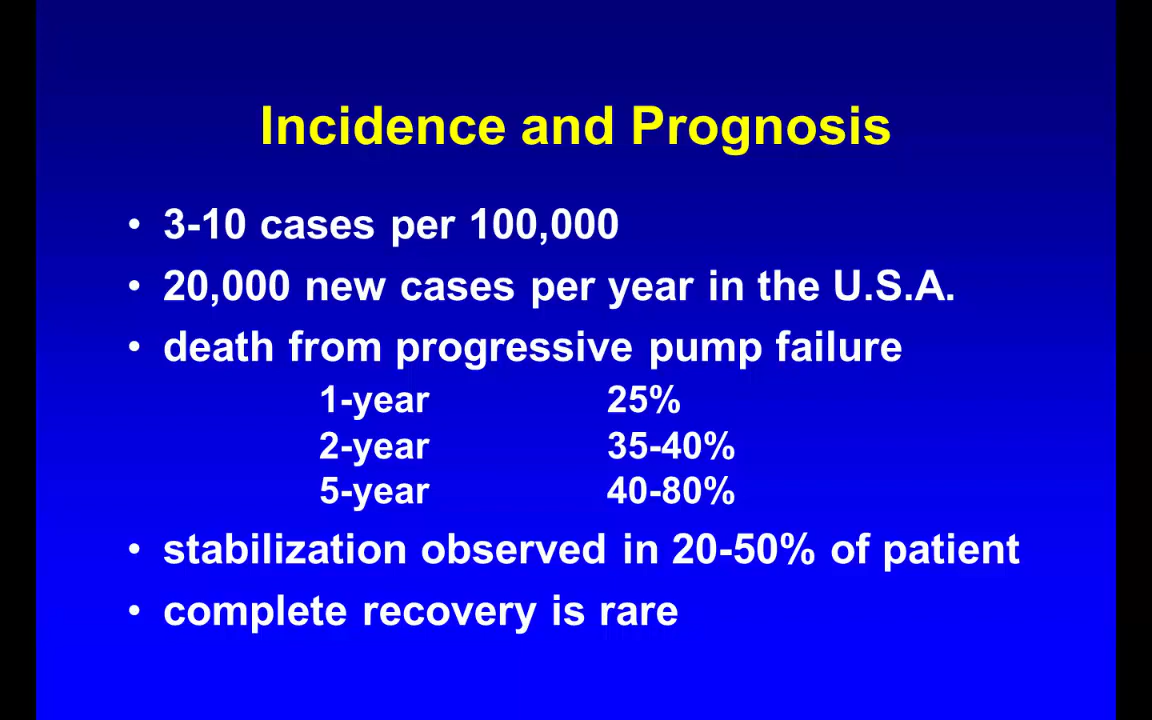 Incidence and Prognosis
• 3-10 cases per 100,000
• 20,000 new cases per year in the U.S.A.
• death from progressive pump failure
1-year 25%
2-year 35-40%
5-year 40-80%
• stabilization observed in 20-50% of patient
• complete recovery is rare